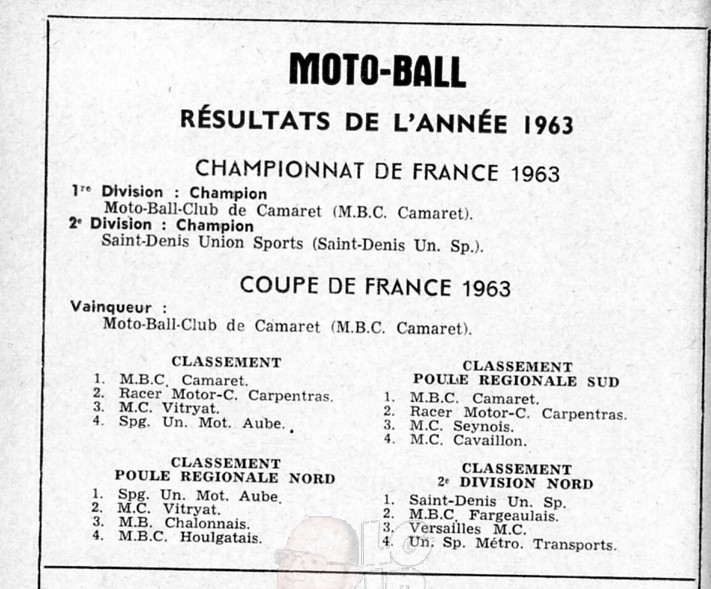 MOTO-BALL
RÉSULTATS DE L'ANNÉE 1963
CHAMPIONNAT DE FRANCE 1963
1re Division : Champion
Moto-Ball-Club de Camaret (M.B.C. Camaret).
2e Division : Champion
Saint-Denis Union Sports (Saint-Denis Un. Sp.).
COUPE DE FRANCE 1963
Vainqueur :
Moto-Ball-Club de Camaret (M.B.C. Camaret).
CLASSEMENT
1. M.B.C. Camaret.
2. Racer Motor-C. Carpentras.
3. M.C. Vitryat.
4. Spg. Un. Mot. Aube.
CLASSEMENT
POULE REGIONALE SUD
1. M.B.C. Camaret.
2. Racer Motor-C. Carpentras.
3. M.C. Seynois.
4. M.C. Cavaillon.
CLASSEMENT
POULE REGIONALE NORD
1. Spg. Un. Mot. Aube.
2. M.C. Vitryat.
3. M.B. Chalonnais.
4. M.B.C. Houlgatais.
CLASSEMENT
2e DIVISION NORD
1. Saint-Denis Un. Sp.
2. M.B.C. Fargeaulais.
3. Versailles M.C.
4. Un. Sp. Métro. Transports.